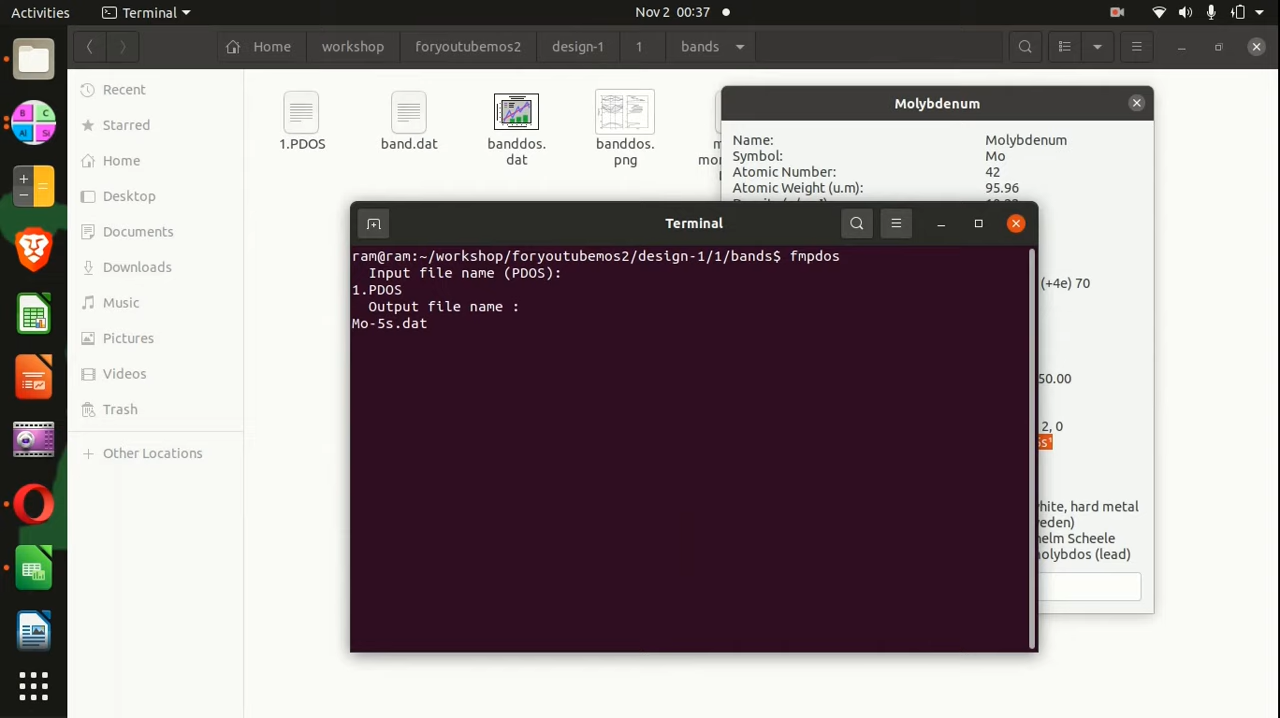 Activities
Terminal
Nov 2 00:37
Home
workshop
foryoutubemos2
design-1
1
bands
Recent
Starred
Home
Desktop
Documents
Downloads
Music
Pictures
Videos
Trash
Other Locations
1.PDOS
band.dat
banddos.
dat
banddos.
png
Molybdenum
Name: Molybdenum
Symbol: Mo
Atomic Number: 42
Atomic Weight (u.m): 95.96
(+4e) 70
50.00
2, 0
5s¹
hite, hard metal
eden)
helm Scheele
olybdos (lead)
Terminal
ram@ram:~/workshop/foryoutubemos2/design-1/1/bands$ fmpdos
Input file name (PDOS):
1.PDOS
Output file name :
Mo-5s.dat